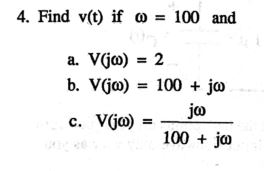 4. Find v(t) if ω = 100 and
a. V(jω) = 2
b. V(jω) = 100 + jω
c. V(jω) = jω / 100 + jω